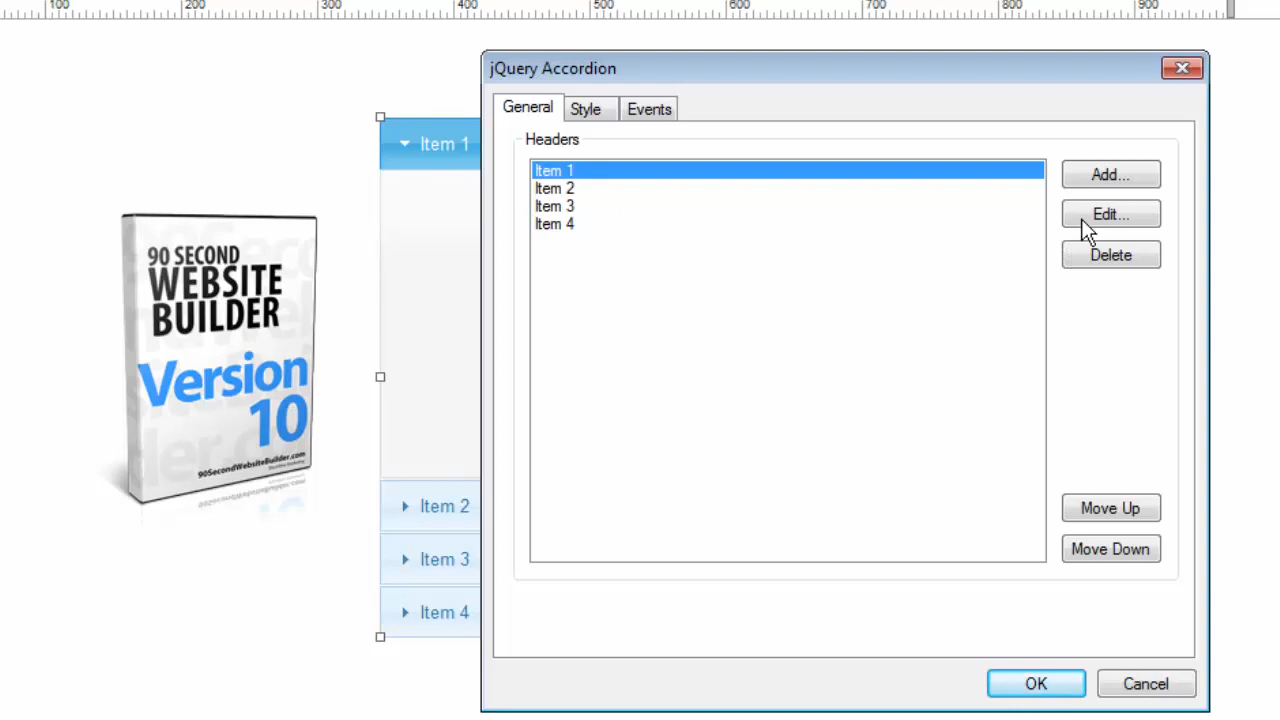 100 200 300 400 500 600 700 800 900
jQuery Accordion
General Style Events
Headers
Item 1
Item 2
Item 3
Item 4
Add...
Edit...
Delete
Move Up
Move Down
OK Cancel
Item 1
Item 2
Item 3
Item 4
90 SECOND
WEBSITE
BUILDER
Version
10
90SecondWebsiteBuilder.com